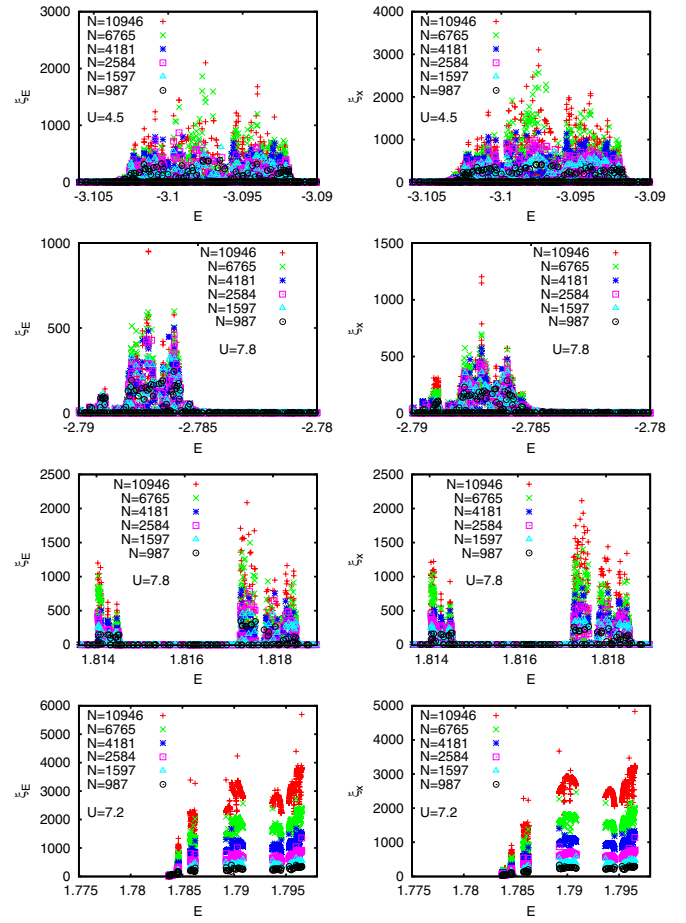 3000
2000
1000
0
ξE
N=10946
N=6765
N=4181
N=2584
N=1597
N=987
U=4.5
-3.105 -3.1 -3.095 -3.09
E
4000
3000
2000
1000
0
ξx
N=10946
N=6765
N=4181
N=2584
N=1597
N=987
U=4.5
-3.105 -3.1 -3.095 -3.09
E
1000
500
0
ξE
N=10946
N=6765
N=4181
N=2584
N=1597
N=987
U=7.8
-2.79 -2.785 -2.78
E
1500
1000
500
0
ξx
N=10946
N=6765
N=4181
N=2584
N=1597
N=987
U=7.8
-2.79 -2.785 -2.78
E
2500
2000
1500
1000
500
0
ξE
N=10946
N=6765
N=4181
N=2584
N=1597
N=987
U=7.8
1.814 1.816 1.818
E
2500
2000
1500
1000
500
0
ξx
N=10946
N=6765
N=4181
N=2584
N=1597
N=987
U=7.8
1.814 1.816 1.818
E
6000
5000
4000
3000
2000
1000
0
ξE
N=10946
N=6765
N=4181
N=2584
N=1597
N=987
U=7.2
1.775 1.78 1.785 1.79 1.795
E
5000
4000
3000
2000
1000
0
ξx
N=10946
N=6765
N=4181
N=2584
N=1597
N=987
U=7.2
1.775 1.78 1.785 1.79 1.795
E